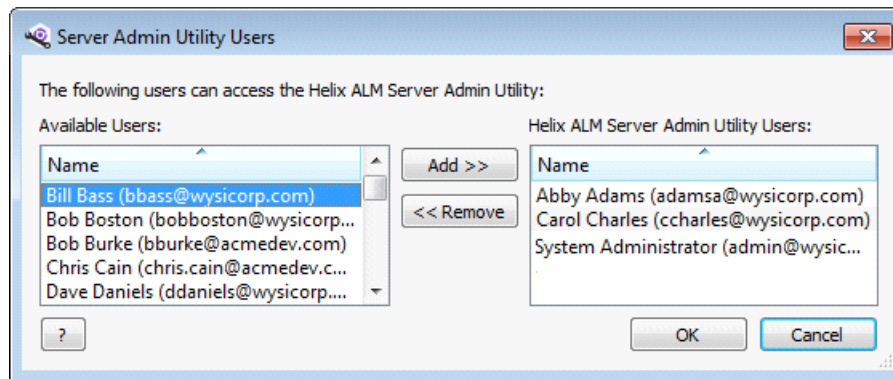 Server Admin Utility Users
The following users can access the Helix ALM Server Admin Utility:
Available Users:
Helix ALM Server Admin Utility Users:
Name
Bill Bass (bbass@wysicorp.com)
Bob Boston (bobboston@wysicorp...
Bob Burke (bburke@acmedev.com)
Chris Cain (chris.cain@acmedev.c...
Dave Daniels (ddaniels@wysicorp....
Add >>
<< Remove
Name
Abby Adams (adamsa@wysicorp.com)
Carol Charles (ccharles@wysicorp.com)
System Administrator (admin@wysic...
?
OK
Cancel